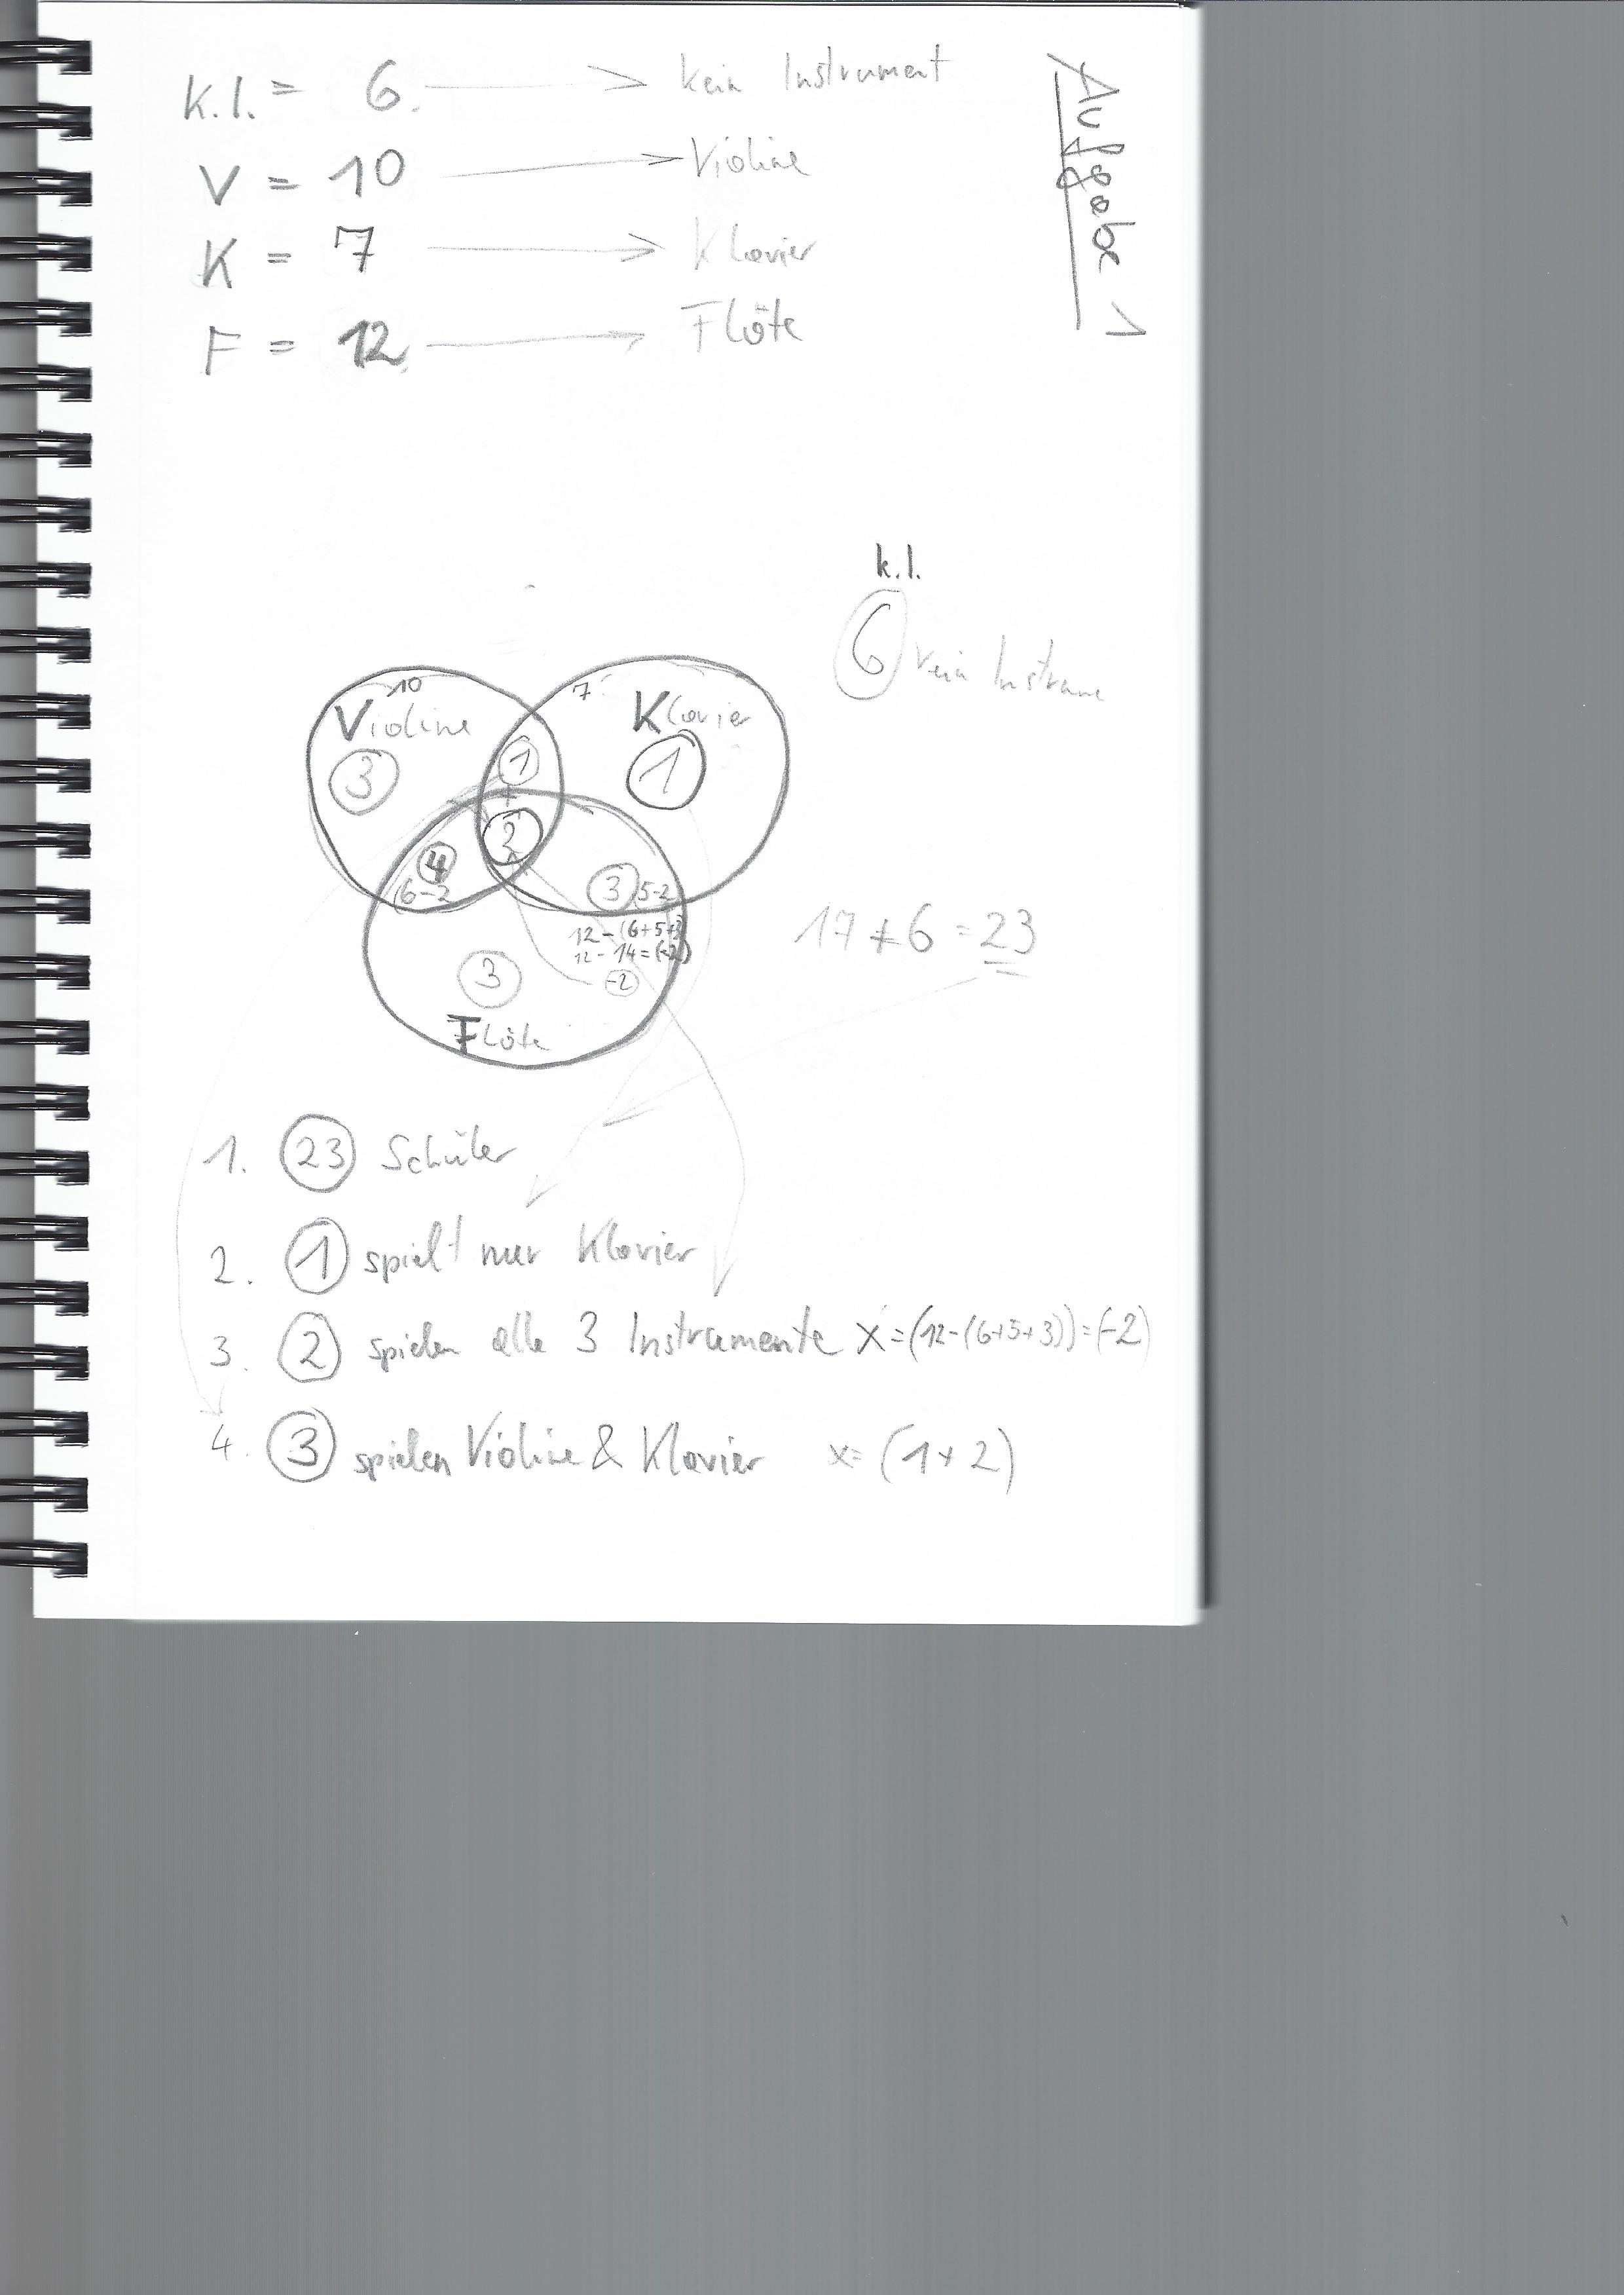 Aufgabe 1
k.I. = 6 → kein Instrument
V = 10 → Violine
K = 7 → Klavier
F = 12 → Flöte
k.I.
6 kein Instrume
10
7
Violine
Klavier
3
1
1
+
2
4
6-2
3 5-2
12-(6+5+3)
12-14=(-2)
-2
3
Flöte
17+6=23
1. 23 Schüler
2. 1 spielt nur Klavier
3. 2 spielen alle 3 Instrumente x=(12-(6+5+3))=(-2)
4. 3 spielen Violine & Klavier x=(1+2)